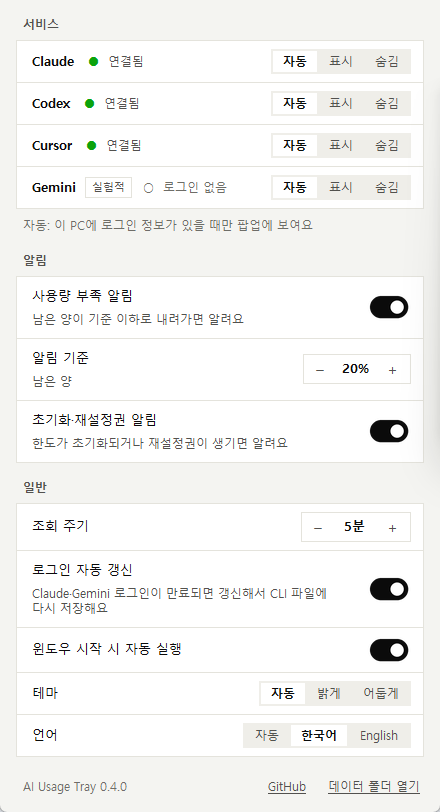 서비스
Claude 연결됨 자동 표시 숨김
Codex 연결됨 자동 표시 숨김
Cursor 연결됨 자동 표시 숨김
Gemini 실험적 로그인 없음 자동 표시 숨김
자동: 이 PC에 로그인 정보가 있을 때만 팝업에 보여요
알림
사용량 부족 알림
남은 양이 기준 이하로 내려가면 알려요
알림 기준
남은 양
− 20% +
초기화·재설정권 알림
한도가 초기화되거나 재설정권이 생기면 알려요
일반
조회 주기 − 5분 +
로그인 자동 갱신
Claude·Gemini 로그인이 만료되면 갱신해서 CLI 파일에
다시 저장해요
윈도우 시작 시 자동 실행
테마 자동 밝게 어둡게
언어 자동 한국어 English
AI Usage Tray 0.4.0 GitHub 데이터 폴더 열기